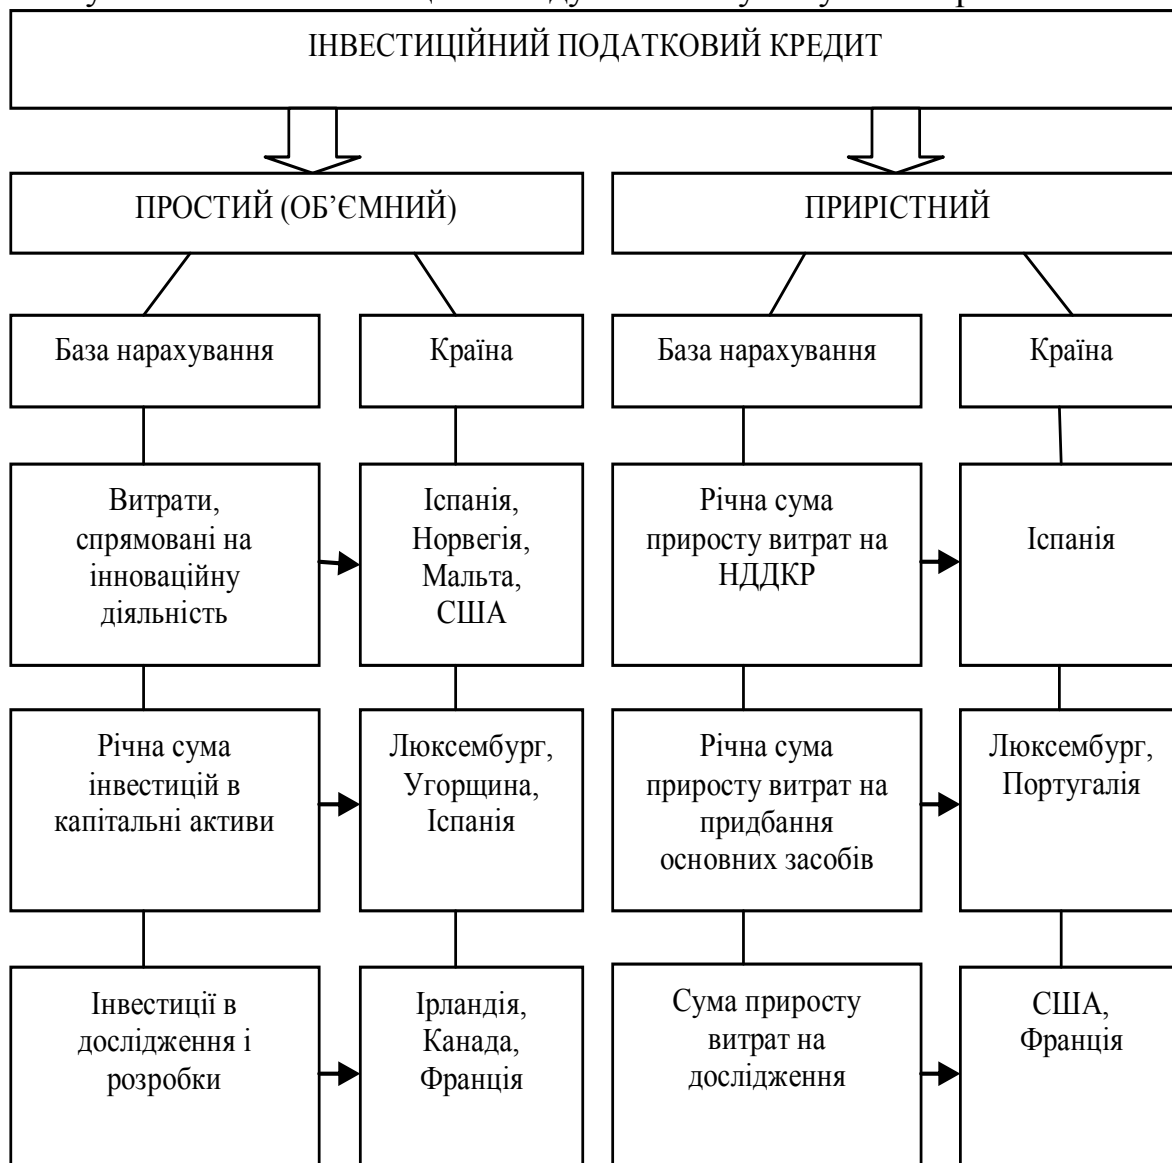 ІНВЕСТИЦІЙНИЙ ПОДАТКОВИЙ КРЕДИТ
ПРОСТИЙ (ОБ’ЄМНИЙ)
ПРИРІСТНИЙ
База нарахування
Країна
База нарахування
Країна
Витрати,
спрямовані на
інноваційну
діяльність
Іспанія,
Норвегія,
Мальта,
США
Річна сума
приросту витрат на
НДДКР
Іспанія
Річна сума
інвестицій в
капітальні активи
Люксембург,
Угорщина,
Іспанія
Річна сума
приросту витрат на
придбання
основних засобів
Люксембург,
Португалія
Інвестиції в
дослідження і
розробки
Ірландія,
Канада,
Франція
Сума приросту
витрат на
дослідження
США,
Франція